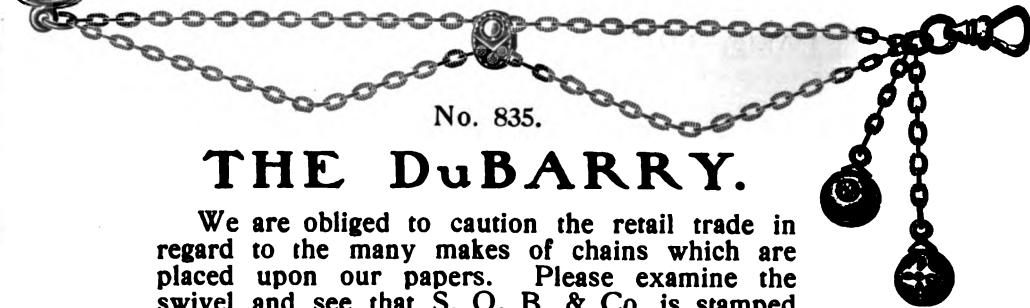 No. 835.
THE DuBARRY.
We are obliged to caution the retail trade in
regard to the many makes of chains which are
placed upon our papers. Please examine the
swivel and see that S. O. B. & Co. is stamped